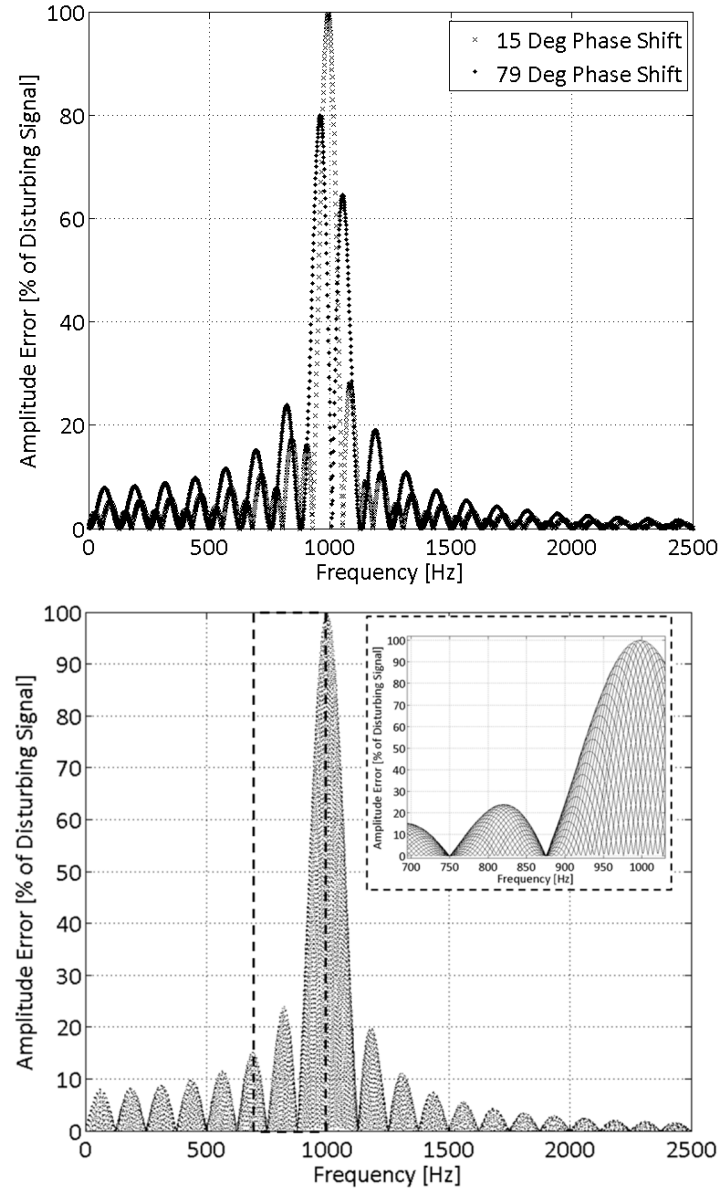 100
80
60
40
20
0
Amplitude Error [% of Disturbing Signal]
15 Deg Phase Shift
79 Deg Phase Shift
0 500 1000 1500 2000 2500
Frequency [Hz]
100
90
80
70
60
50
40
30
20
10
0
Amplitude Error [% of Disturbing Signal]
100
90
80
70
60
50
40
30
20
10
0
Amplitude Error [% of Disturbing Signal]
700 750 800 850 900 950 1000
Frequency [Hz]
0 500 1000 1500 2000 2500
Frequency [Hz]